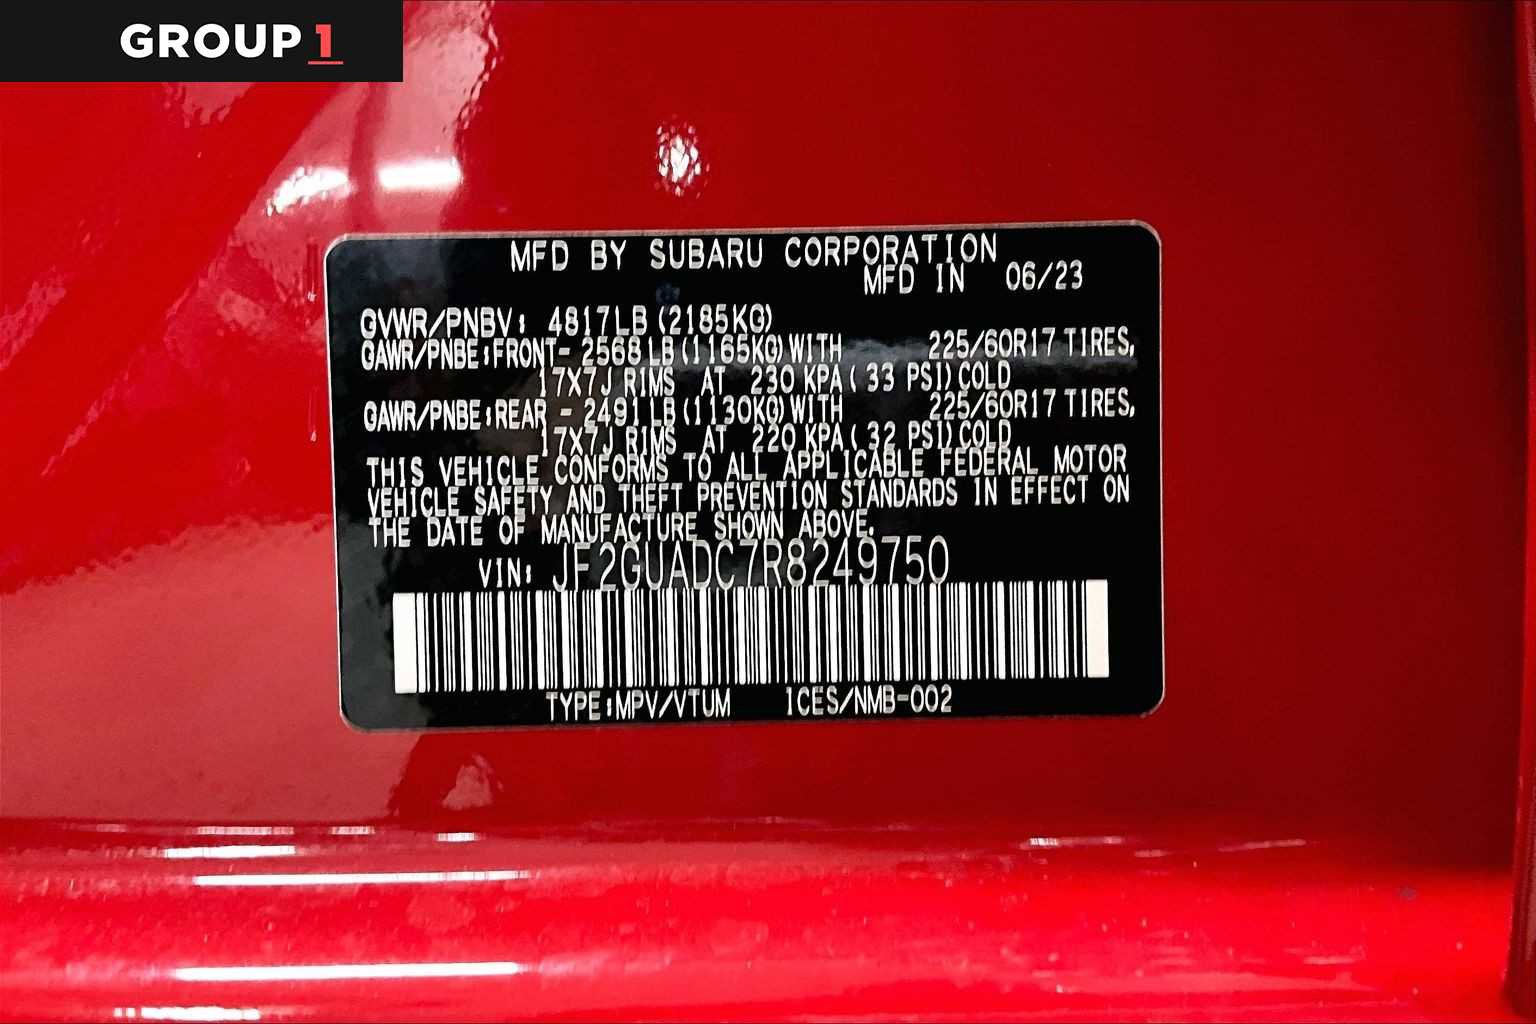 GROUP 1
MFD BY SUBARU CORPORATION
MFD IN 06/23
GVWR/PNBV: 4817LB (2185KG)
GAWR/PNBE:FRONT- 2568 LB (1165KG) WITH 225/60R17 TIRES,
17X7J RIMS AT 230 KPA ( 33 PSI) COLD
GAWR/PNBE:REAR - 2491 LB (1130KG) WITH 225/60R17 TIRES,
17X7J RIMS AT 220 KPA ( 32 PSI) COLD
THIS VEHICLE CONFORMS TO ALL APPLICABLE FEDERAL MOTOR
VEHICLE SAFETY AND THEFT PREVENTION STANDARDS IN EFFECT ON
THE DATE OF MANUFACTURE SHOWN ABOVE.
VIN: JF2GUADC7R8249750
TYPE:MPV/VTUM ICES/NMB-002